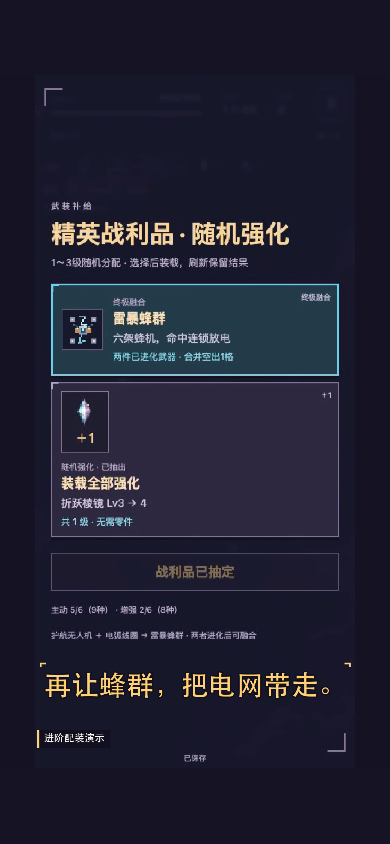 武装补给
精英战利品·随机强化
1～3级随机分配 · 选择后装载，刷新保留结果
终极融合
终极融合
雷暴蜂群
六架蜂机，命中连锁放电
两件已进化武器 · 合并空出1格
+1
+1
随机强化 · 已抽出
装载全部强化
折跃棱镜 Lv3 → 4
共 1 级 · 无需零件
战利品已抽定
主动 5/6（9种） · 增强 2/6（8种）
护航无人机 + 电弧线圈 → 雷暴蜂群 · 两者进化后可融合
再让蜂群，把电网带走。
进阶配装演示
已储存